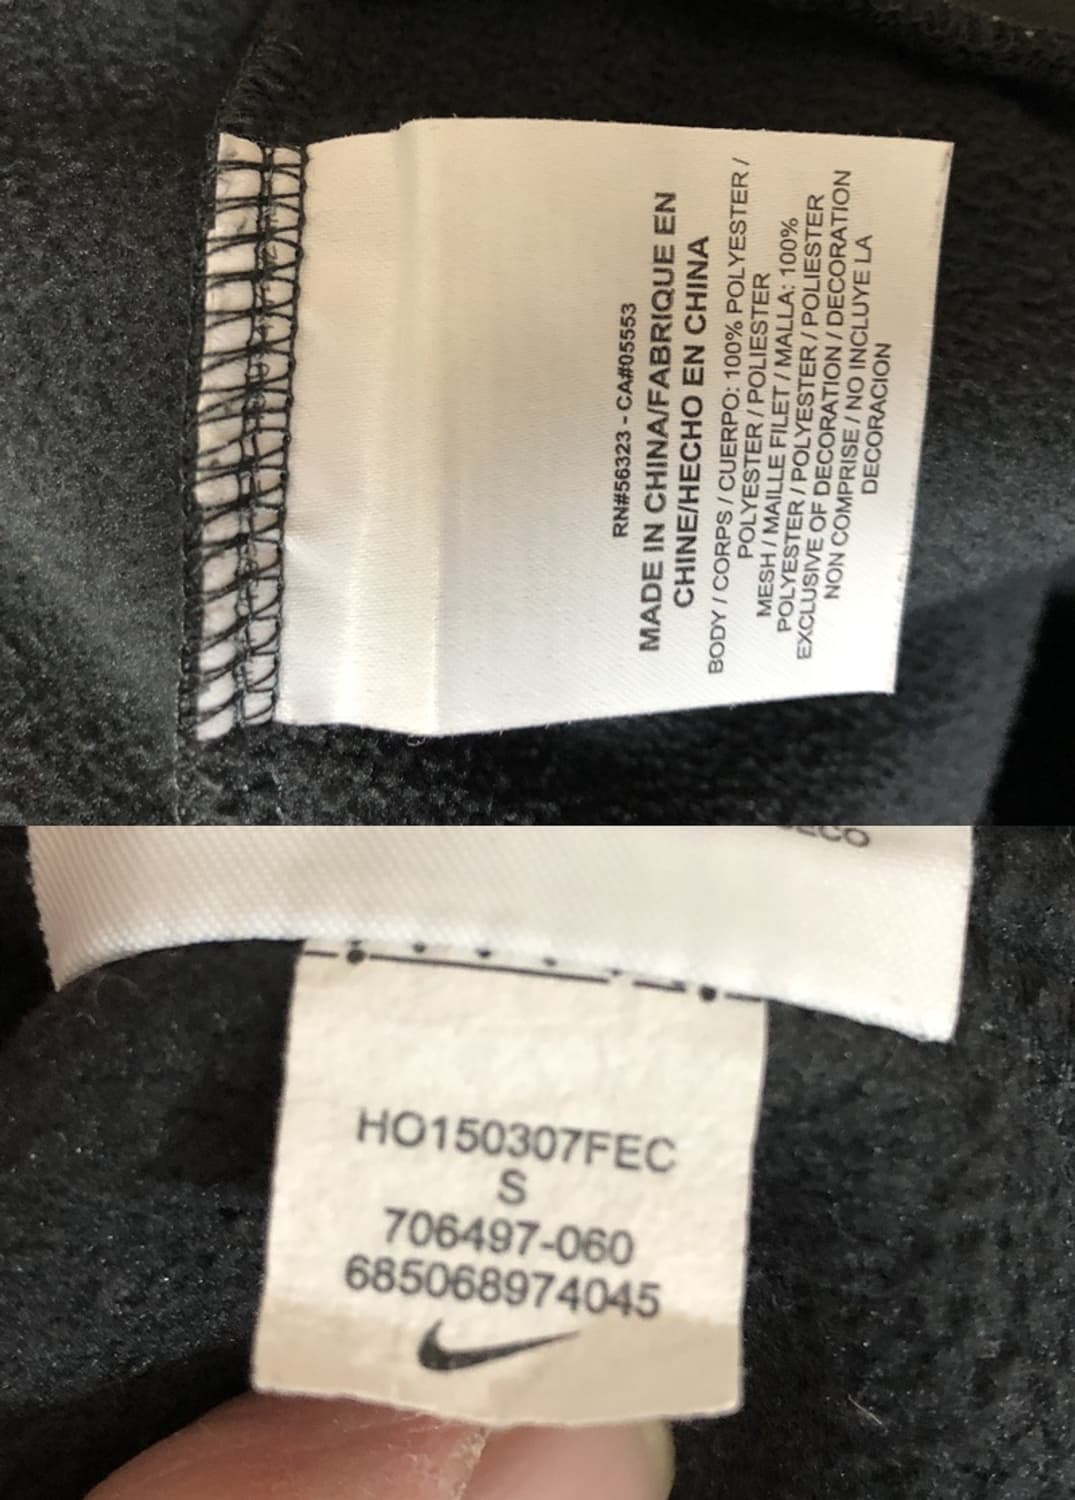 RN#56323 - CA#05553
MADE IN CHINA/FABRIQUE EN
CHINE/HECHO EN CHINA
BODY / CORPS / CUERPO: 100% POLYESTER /
POLYESTER / POLIESTER
MESH / MAILLE FILET / MALLA: 100%
POLYESTER / POLYESTER / POLIESTER
EXCLUSIVE OF DECORATION / DECORATION
NON COMPRISE / NO INCLUYE LA
DECORACION
HO150307FEC
S
706497-060
685068974045